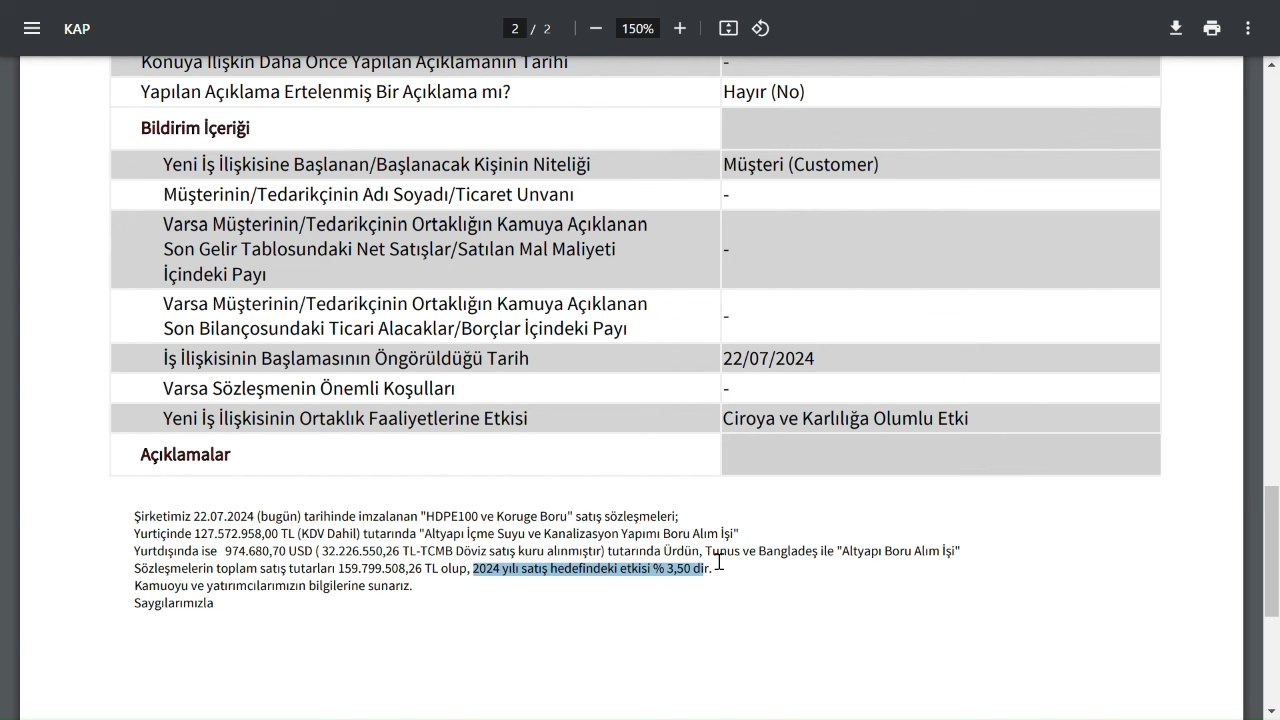 KAP
2 / 2
150%
Konuya İlişkin Daha Önce Yapılan Açıklamanın Tarihi -
Yapılan Açıklama Ertelenmiş Bir Açıklama mı? Hayır (No)
Bildirim İçeriği
Yeni İş İlişkisine Başlanan/Başlanacak Kişinin Niteliği Müşteri (Customer)
Müşterinin/Tedarikçinin Adı Soyadı/Ticaret Unvanı -
Varsa Müşterinin/Tedarikçinin Ortaklığın Kamuya Açıklanan
Son Gelir Tablosundaki Net Satışlar/Satılan Mal Maliyeti -
İçindeki Payı
Varsa Müşterinin/Tedarikçinin Ortaklığın Kamuya Açıklanan
Son Bilançosundaki Ticari Alacaklar/Borçlar İçindeki Payı -
İş İlişkisinin Başlamasının Öngörüldüğü Tarih 22/07/2024
Varsa Sözleşmenin Önemli Koşulları -
Yeni İş İlişkisinin Ortaklık Faaliyetlerine Etkisi Ciroya ve Karlılığa Olumlu Etki
Açıklamalar
Şirketimiz 22.07.2024 (bugün) tarihinde imzalanan "HDPE100 ve Koruge Boru" satış sözleşmeleri;
Yurtiçinde 127.572.958,00 TL (KDV Dahil) tutarında "Altyapı İçme Suyu ve Kanalizasyon Yapımı Boru Alım İşi"
Yurtdışında ise 974.680,70 USD ( 32.226.550,26 TL-TCMB Döviz satış kuru alınmıştır) tutarında Ürdün, Tunus ve Bangladeş ile "Altyapı Boru Alım İşi"
Sözleşmelerin toplam satış tutarları 159.799.508,26 TL olup, 2024 yılı satış hedefindeki etkisi % 3,50 dir.
Kamuoyu ve yatırımcılarımızın bilgilerine sunarız.
Saygılarımızla